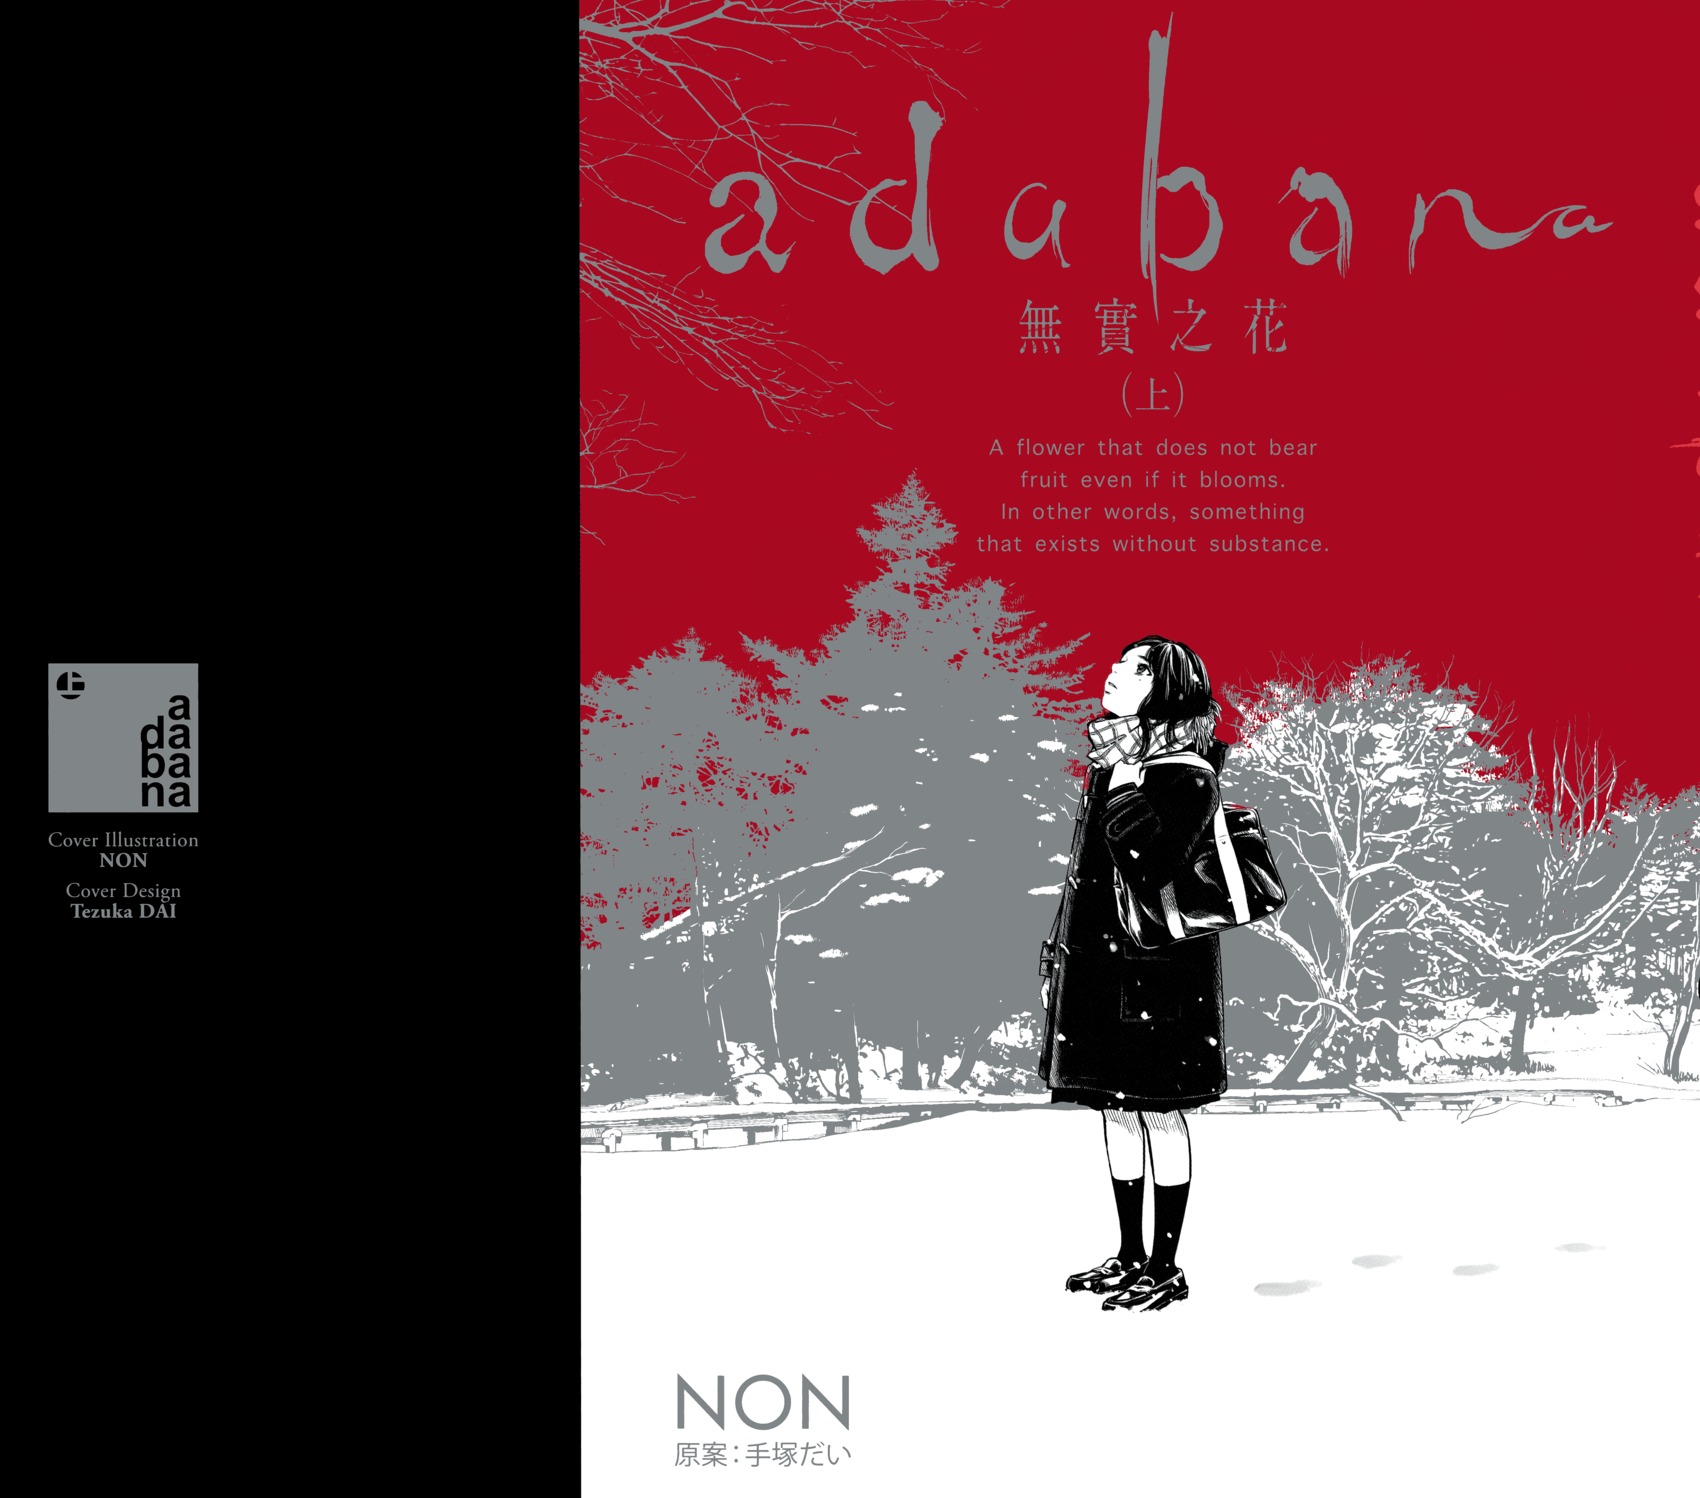 adabana
無實之花
(上)
A flower that does not bear
fruit even if it blooms.
In other words, something
that exists without substance.
NON
原案:手塚だい
上
a
da
ba
na
Cover Illustration
NON
Cover Design
Tezuka DAI